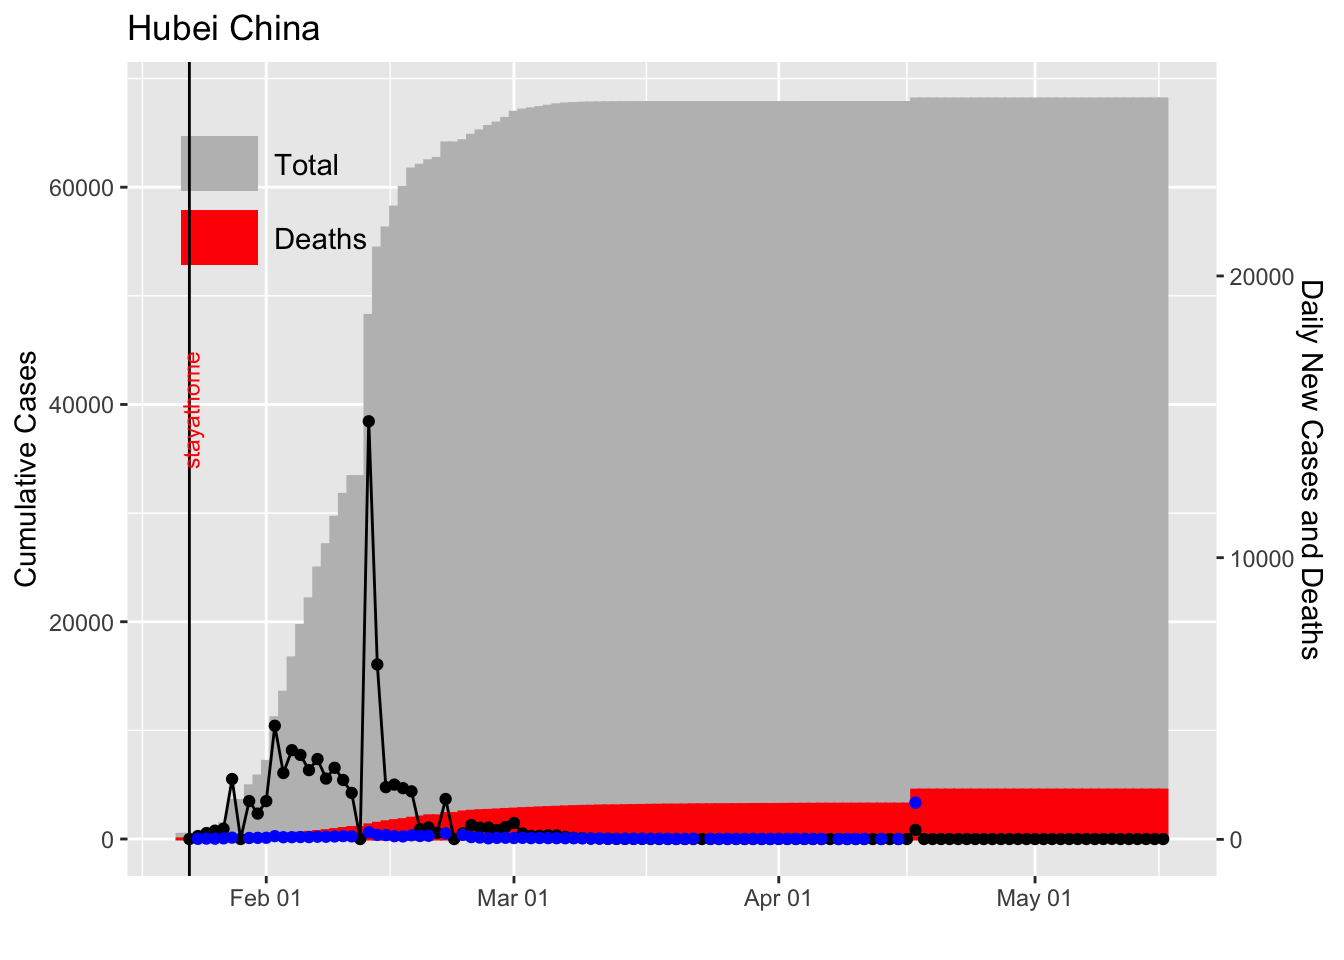 Hubei China
Total
Deaths
stayathome
Cumulative Cases
60000
40000
20000
0
20000
10000
0
Daily New Cases and Deaths
Feb 01
Mar 01
Apr 01
May 01